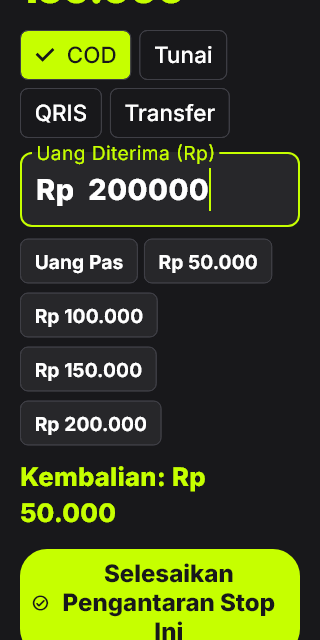 COD
Tunai
QRIS
Transfer
Uang Diterima (Rp)
Rp 200000
Uang Pas
Rp 50.000
Rp 100.000
Rp 150.000
Rp 200.000
Kembalian: Rp
50.000
Selesaikan
Pengantaran Stop
Ini